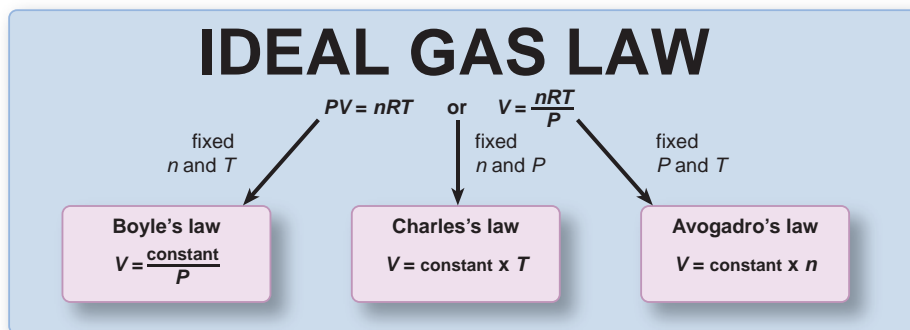 IDEAL GAS LAW
PV = nRT or V = nRT/P
fixed
n and T
fixed
n and P
fixed
P and T
Boyle's law
V = constant/P
Charles's law
V = constant x T
Avogadro's law
V = constant x n